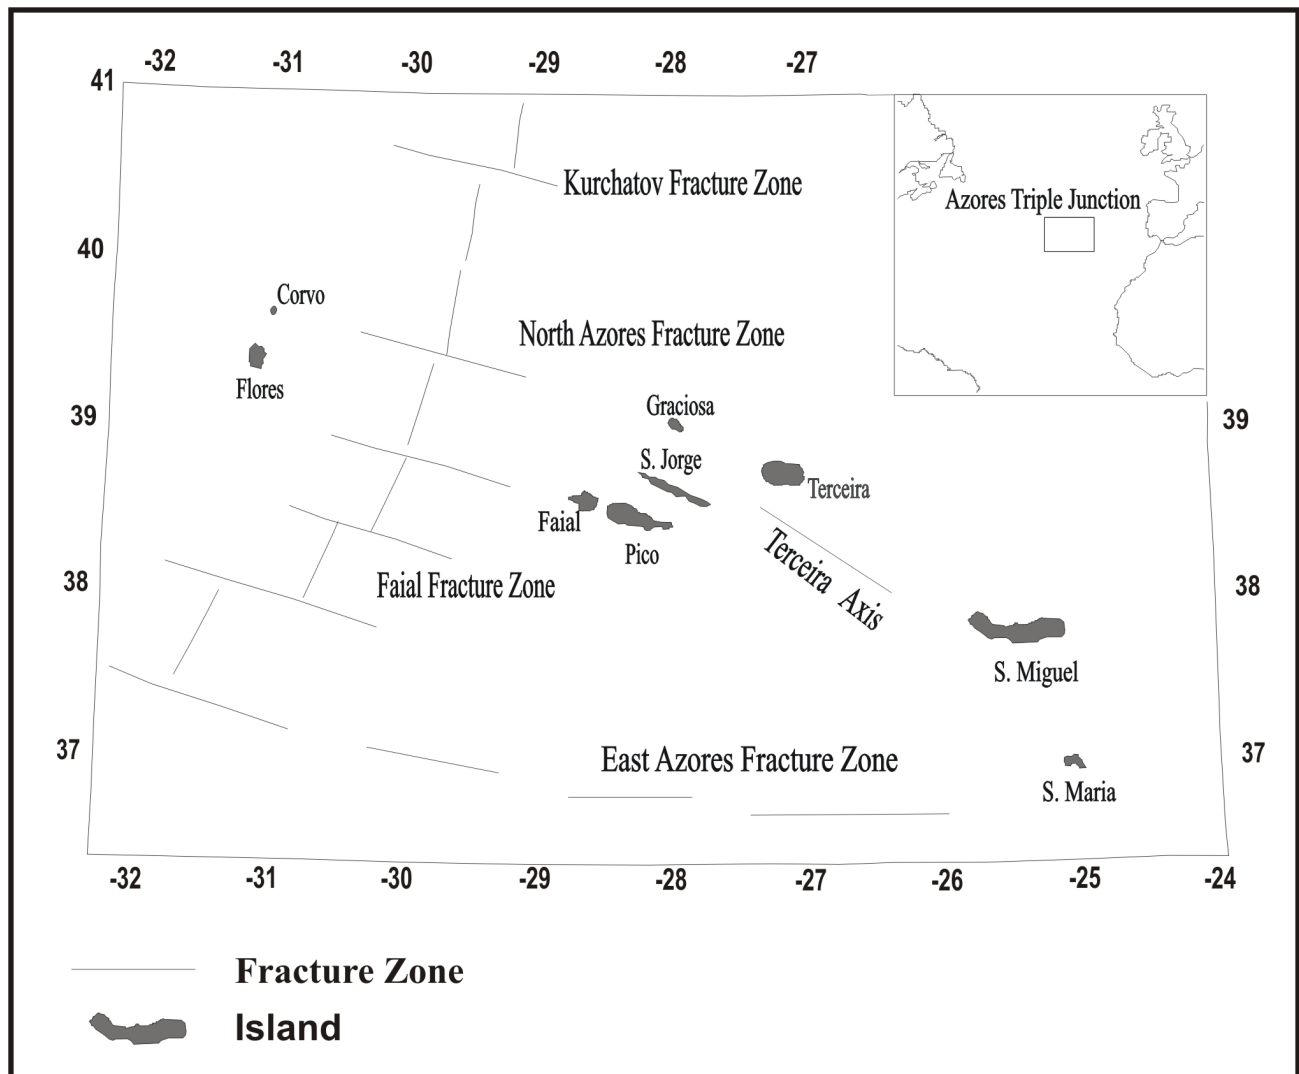 -32 -31 -30 -29 -28 -27
41
Kurchatov Fracture Zone
Azores Triple Junction
40
Corvo
North Azores Fracture Zone
Flores
39
Graciosa
39
S. Jorge
Terceira
Faial
Pico
Terceira Axis
38
Faial Fracture Zone
38
S. Miguel
37
East Azores Fracture Zone
37
S. Maria
-32 -31 -30 -29 -28 -27 -26 -25 -24
Fracture Zone
Island